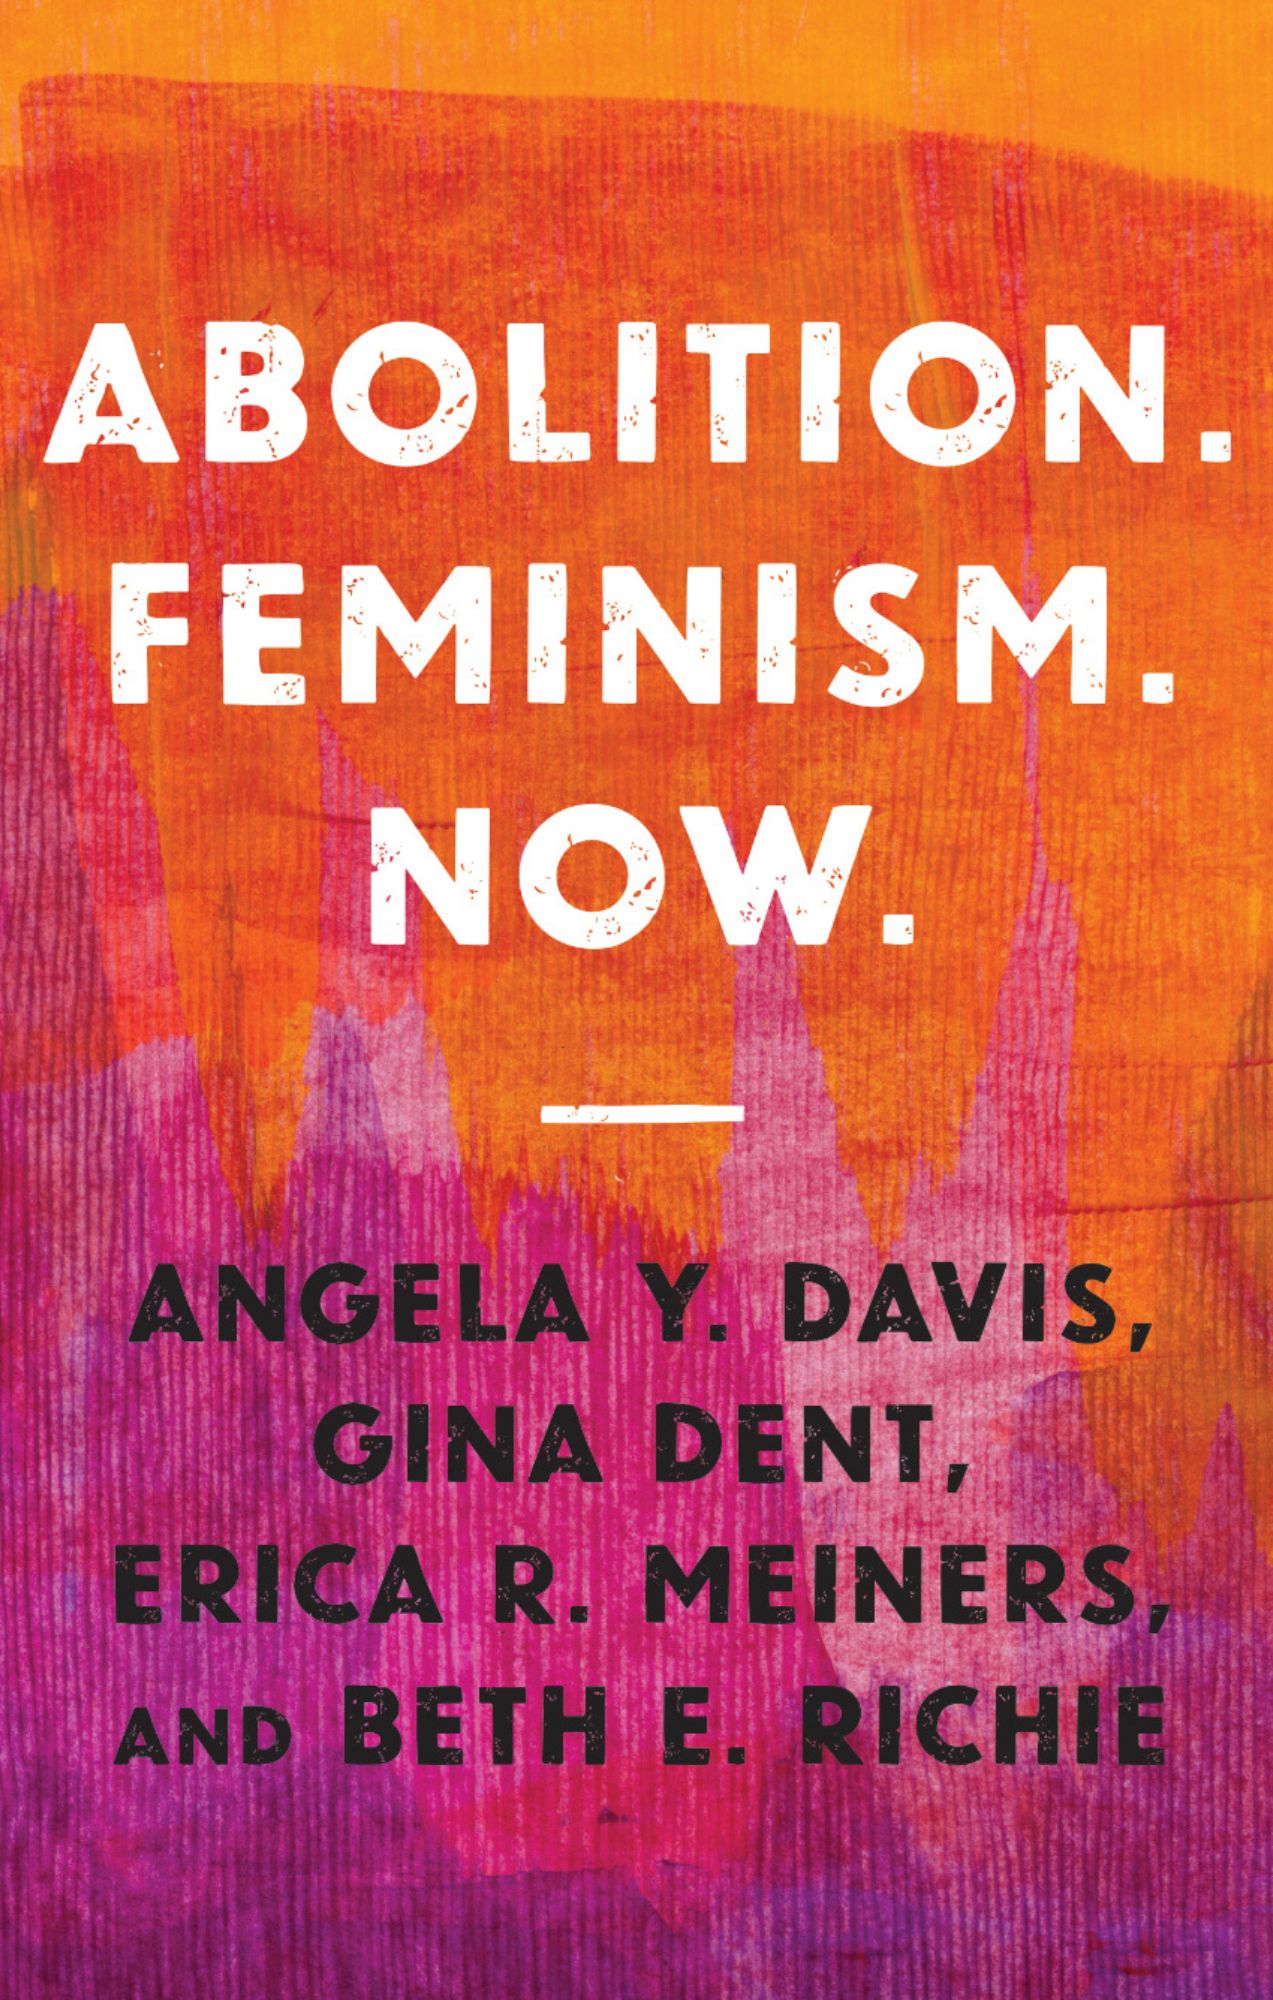 ABOLITION.
FEMINISM.
NOW.
ANGELA Y. DAVIS,
GINA DENT,
ERICA R. MEINERS,
AND BETH E. RICHIE